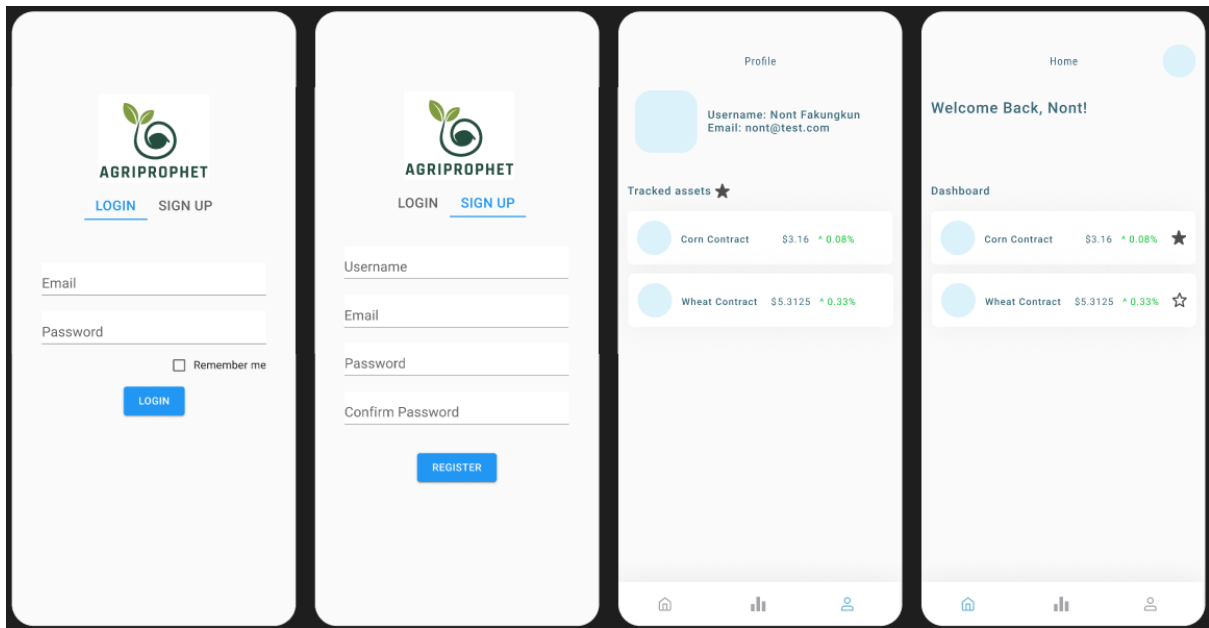 AGRIPROPHET
LOGIN SIGN UP
Email
Password
Remember me
LOGIN
AGRIPROPHET
LOGIN SIGN UP
Username
Email
Password
Confirm Password
REGISTER
Profile
Username: Nont Fakungkun
Email: nont@test.com
Tracked assets
Corn Contract $3.16 ^ 0.08%
Wheat Contract $5.3125 ^ 0.33%
Home
Welcome Back, Nont!
Dashboard
Corn Contract $3.16 ^ 0.08%
Wheat Contract $5.3125 ^ 0.33%